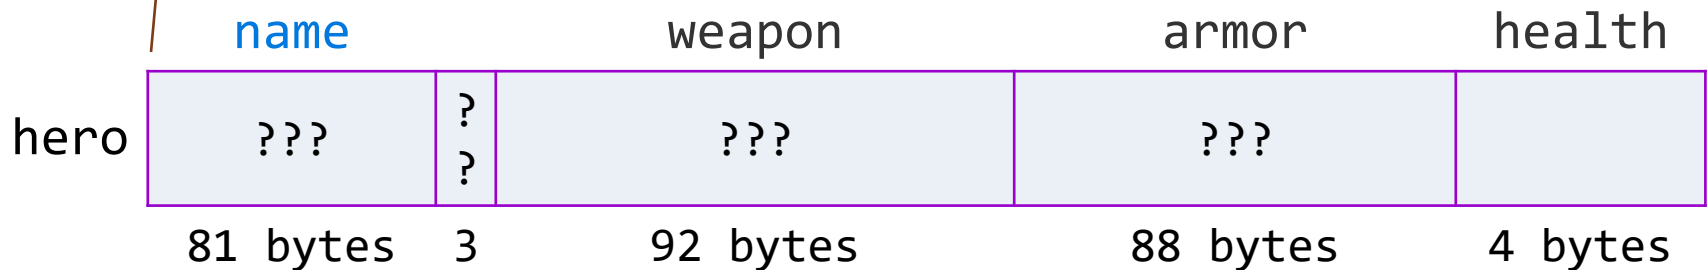 name weapon armor health
hero ??? ? ? ??? ???
81 bytes 3 92 bytes 88 bytes 4 bytes